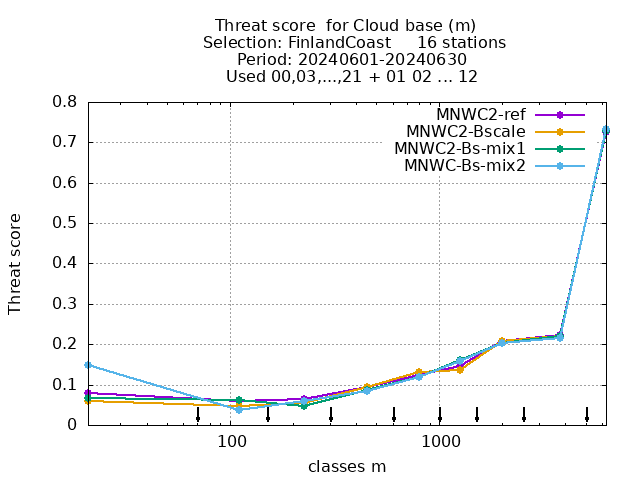 Threat score  for Cloud base (m)
Selection: FinlandCoast     16 stations
Period: 20240601-20240630
Used 00,03,...,21 + 01 02 ... 12
MNWC2-ref
MNWC2-Bscale
MNWC2-Bs-mix1
MNWC-Bs-mix2
Threat score
0.8
0.7
0.6
0.5
0.4
0.3
0.2
0.1
0
100 1000
classes m